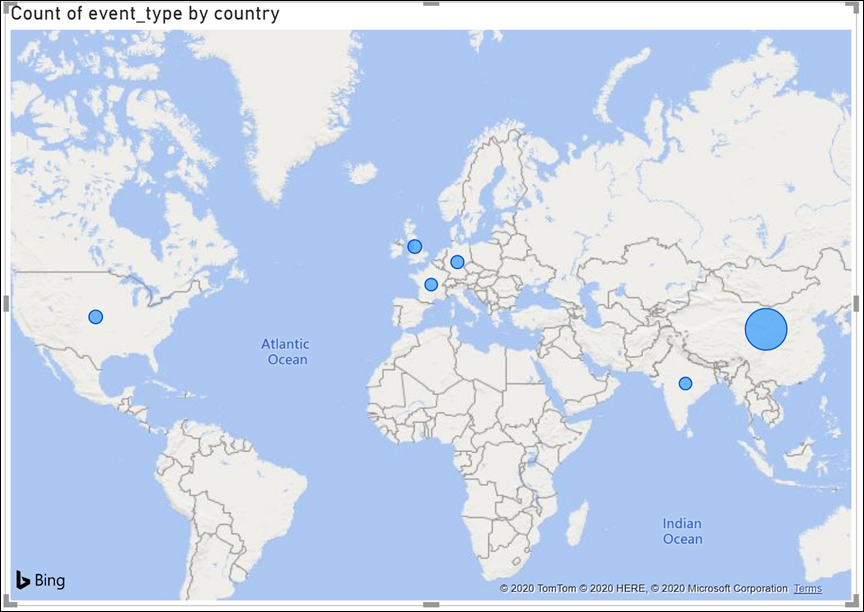 Count of event_type by country
Atlantic
Ocean
Indian
Ocean
Bing
© 2020 TomTom © 2020 HERE, © 2020 Microsoft Corporation Terms